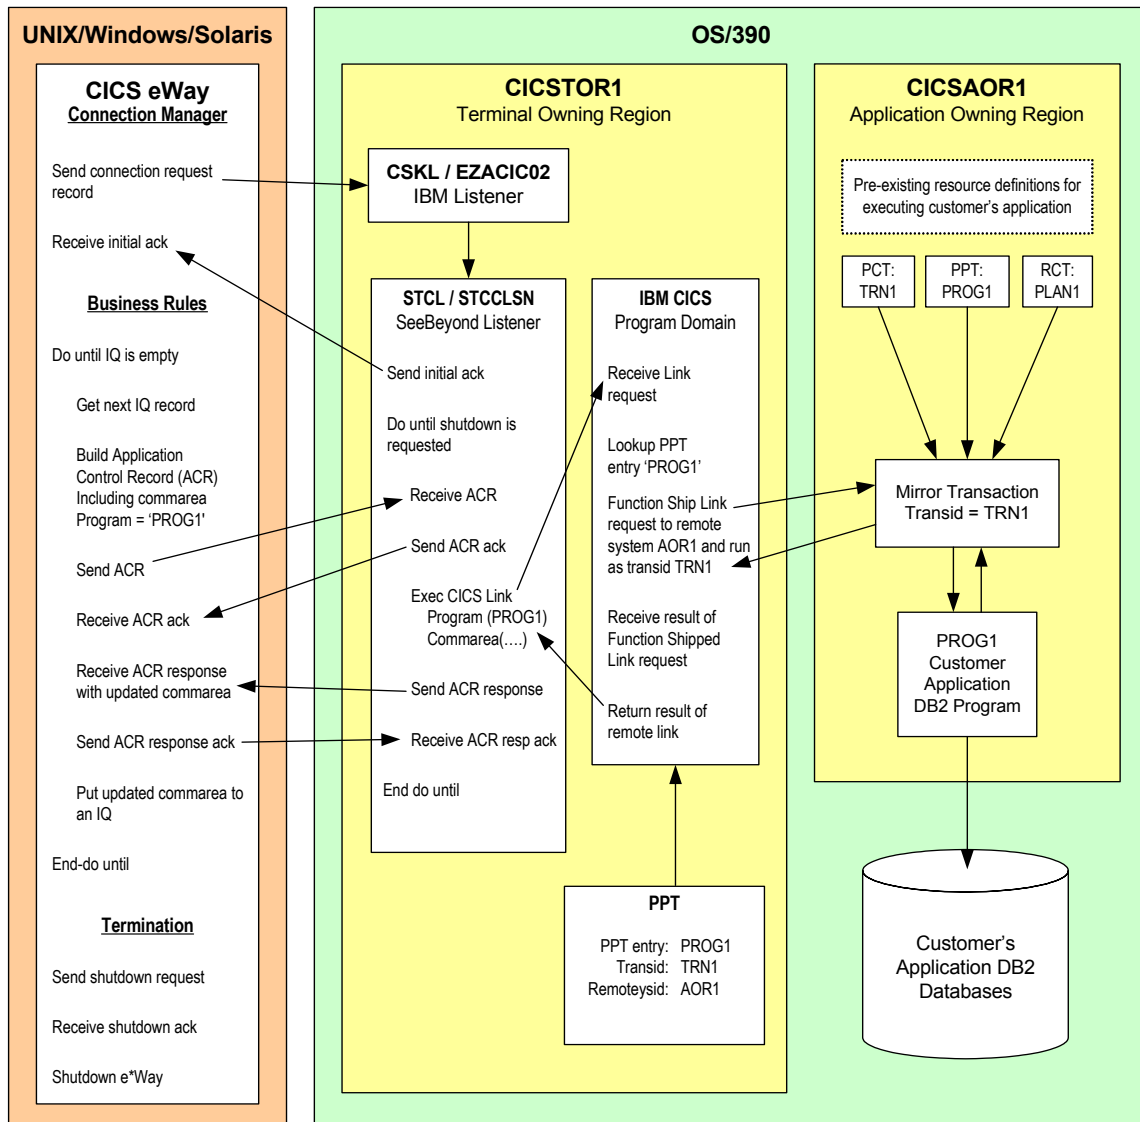 UNIX/Windows/Solaris
CICS eWay
Connection Manager
Send connection request
record
Receive initial ack
Business Rules
Do until IQ is empty
Get next IQ record
Build Application
Control Record (ACR)
Including commarea
Program = ‘PROG1'
Send ACR
Receive ACR ack
Receive ACR response
with updated commarea
Send ACR response ack
Put updated commarea to
an IQ
End-do until
Termination
Send shutdown request
Receive shutdown ack
Shutdown e*Way
OS/390
CICSTOR1
Terminal Owning Region
CSKL / EZACIC02
IBM Listener
STCL / STCCLSN
SeeBeyond Listener
Send initial ack
Do until shutdown is
requested
Receive ACR
Send ACR ack
Exec CICS Link
Program (PROG1)
Commarea(….)
Send ACR response
Receive ACR resp ack
End do until
IBM CICS
Program Domain
Receive Link
request
Lookup PPT
entry ‘PROG1’
Function Ship Link
request to remote
system AOR1 and run
as transid TRN1
Receive result of
Function Shipped
Link request
Return result of
remote link
PPT
PPT entry: PROG1
Transid: TRN1
Remoteysid: AOR1
CICSAOR1
Application Owning Region
Pre-existing resource definitions for
executing customer’s application
PCT:
TRN1
PPT:
PROG1
RCT:
PLAN1
Mirror Transaction
Transid = TRN1
PROG1
Customer
Application
DB2 Program
Customer’s
Application DB2
Databases